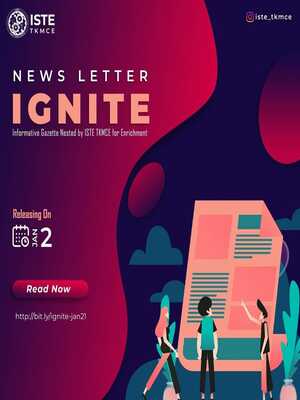 ISTE
TKMCE
iste_tkmce
NEWS LETTER
IGNITE
Informative Gazette Nested by ISTE TKMCE for Enrichment
Releasing On
JAN
2
Read Now
http://bit.ly/ignite-jan21